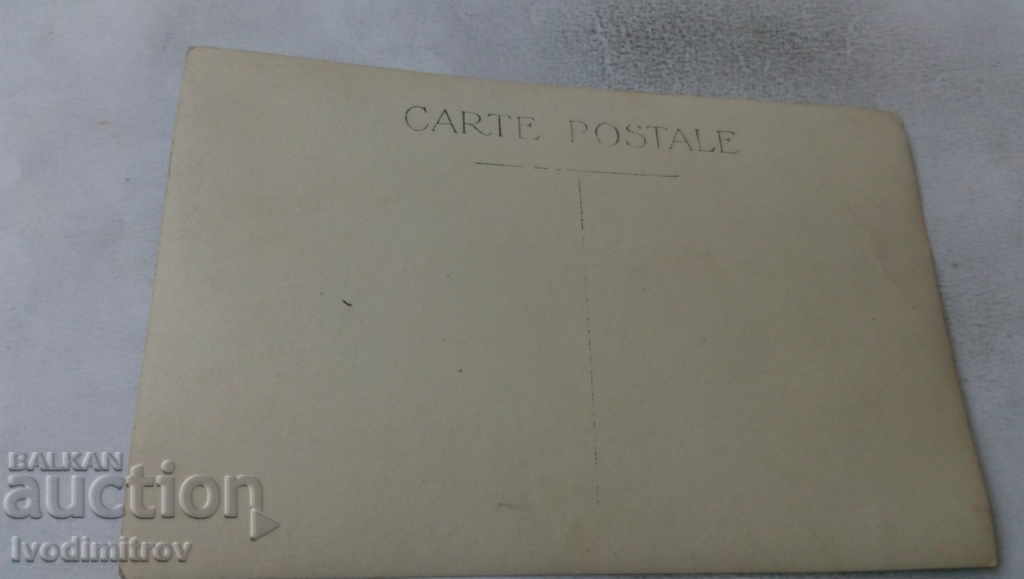 CARTE POSTALE
BALKAN
auction
Ivodimitrov